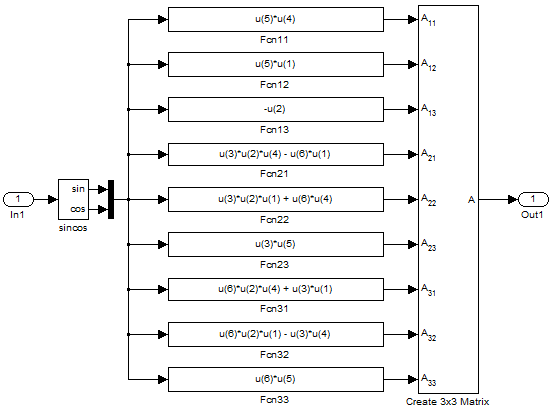 u(5)*u(4)
A11
Fcn11
u(5)*u(1)
A12
Fcn12
-u(2)
A13
Fcn13
u(3)*u(2)*u(4) - u(6)*u(1)
A21
Fcn21
sin
1
cos
In1
sincos
u(3)*u(2)*u(1) + u(6)*u(4)
A22
Fcn22
A
1
Out1
u(3)*u(5)
A23
Fcn23
u(6)*u(2)*u(4) + u(3)*u(1)
A31
Fcn31
u(6)*u(2)*u(1) - u(3)*u(4)
A32
Fcn32
u(6)*u(5)
A33
Fcn33
Create 3x3 Matrix